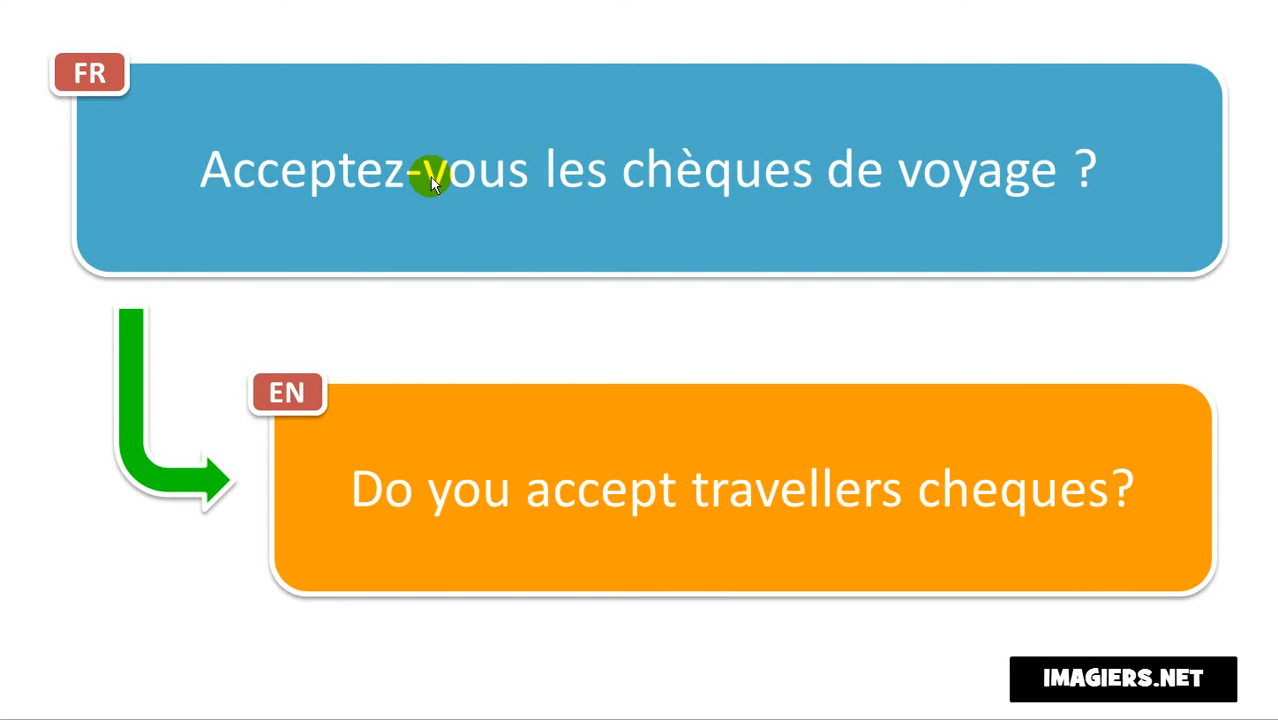 FR
Acceptez-vous les chèques de voyage ?
EN
Do you accept travellers cheques?
IMAGIERS.NET